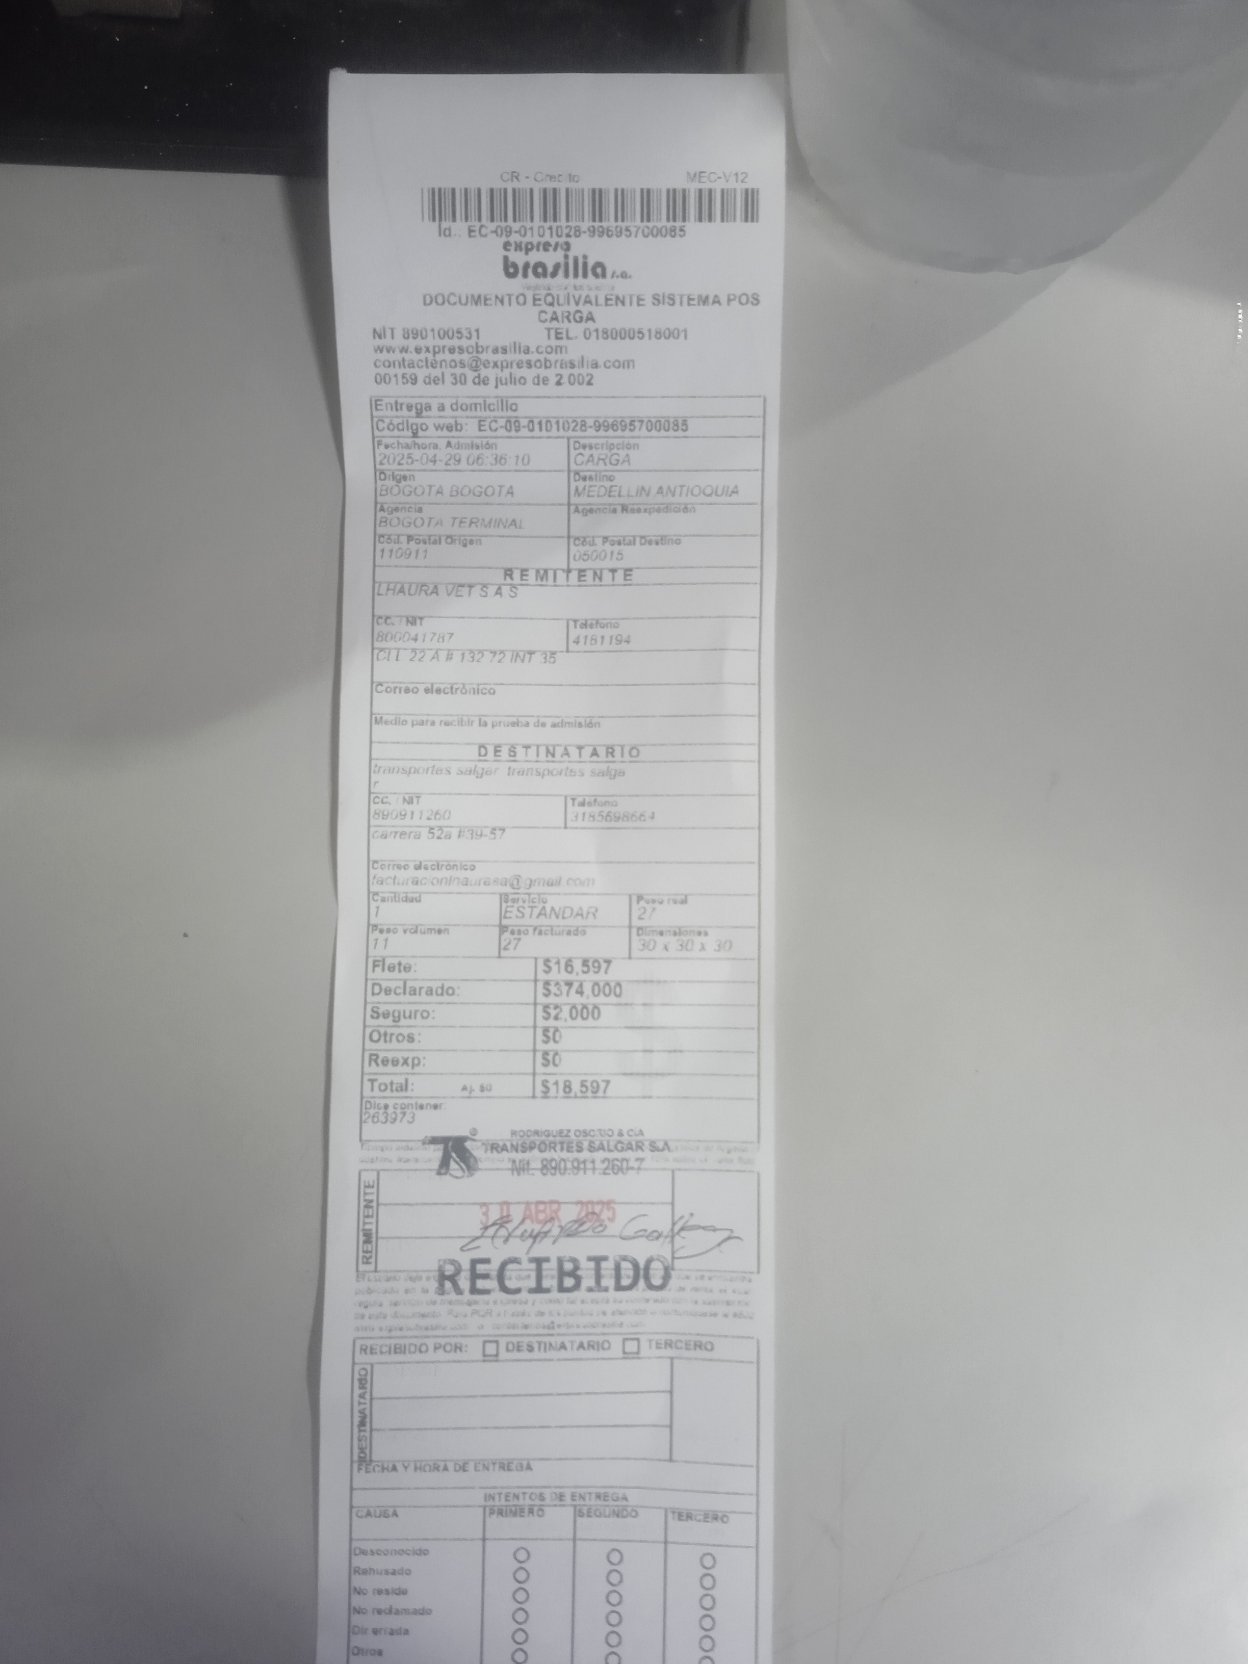 CR - Credito MEC-V12
Id.: EC-09-0101028-99695700085
expreso
brasilia s.a.
DOCUMENTO EQUIVALENTE SISTEMA POS
CARGA
NIT 890100531 TEL. 018000518001
www.expresobrasilia.com
contactenos@expresobrasilia.com
00159 del 30 de julio de 2.002
Entrega a domicilio
Código web: EC-09-0101028-99695700085
Fecha/hora. Admisión Descripción
2025-04-29 06:36:10 CARGA
Origen Destino
BOGOTA BOGOTA MEDELLIN ANTIOQUIA
Agencia Agencia Reexpedición
BOGOTA TERMINAL
Cód. Postal Origen Cód. Postal Destino
110911 050015
REMITENTE
LHAURA VET S A S
CC. / NIT Telefono
800041787 4181194
CLL 22 A # 132 72 INT 35
Correo electrónico
Medio para recibir la prueba de admisión
DESTINATARIO
transportes salgar transportes salga
r
CC. / NIT Telefono
890911260 3185698664
carrera 52a #39-57
Correo electrónico
@gmail.com
Cantidad Servicio Peso real
1 ESTANDAR 27
Peso volumen Peso facturado Dimensiones
11 27 30 x 30 x 30
Flete: $16,597
Declarado: $374,000
Seguro: $2,000
Otros: $0
Reexp: $0
Total: Aj. $0 $18,597
Dice contener:
263973
RODRIGUEZ OSORIO & CIA
TRANSPORTES SALGAR S.A.
Nit. 890.911.260-7
REMITENTE
30 ABR 2025
RECIBIDO
RECIBIDO POR: DESTINATARIO TERCERO
DESTINATARIO
FECHA Y HORA DE ENTREGA
INTENTOS DE ENTREGA
CAUSA PRIMERO SEGUNDO TERCERO
Desconocido
Rehusado
No reside
No reclamado
Dir errada
Otros